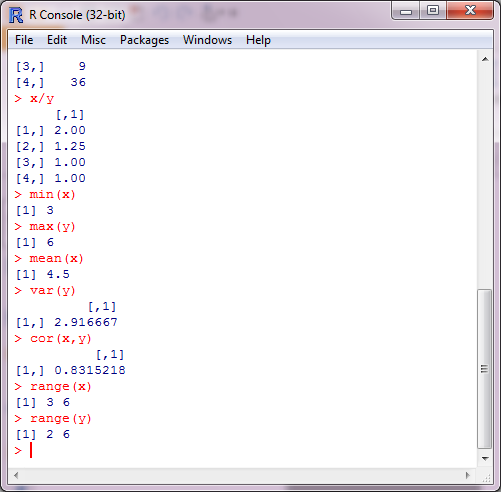 R Console (32-bit)
File Edit Misc Packages Windows Help
[3,]    9
[4,]   36
> x/y
     [,1]
[1,] 2.00
[2,] 1.25
[3,] 1.00
[4,] 1.00
> min(x)
[1] 3
> max(y)
[1] 6
> mean(x)
[1] 4.5
> var(y)
         [,1]
[1,] 2.916667
> cor(x,y)
          [,1]
[1,] 0.8315218
> range(x)
[1] 3 6
> range(y)
[1] 2 6
>